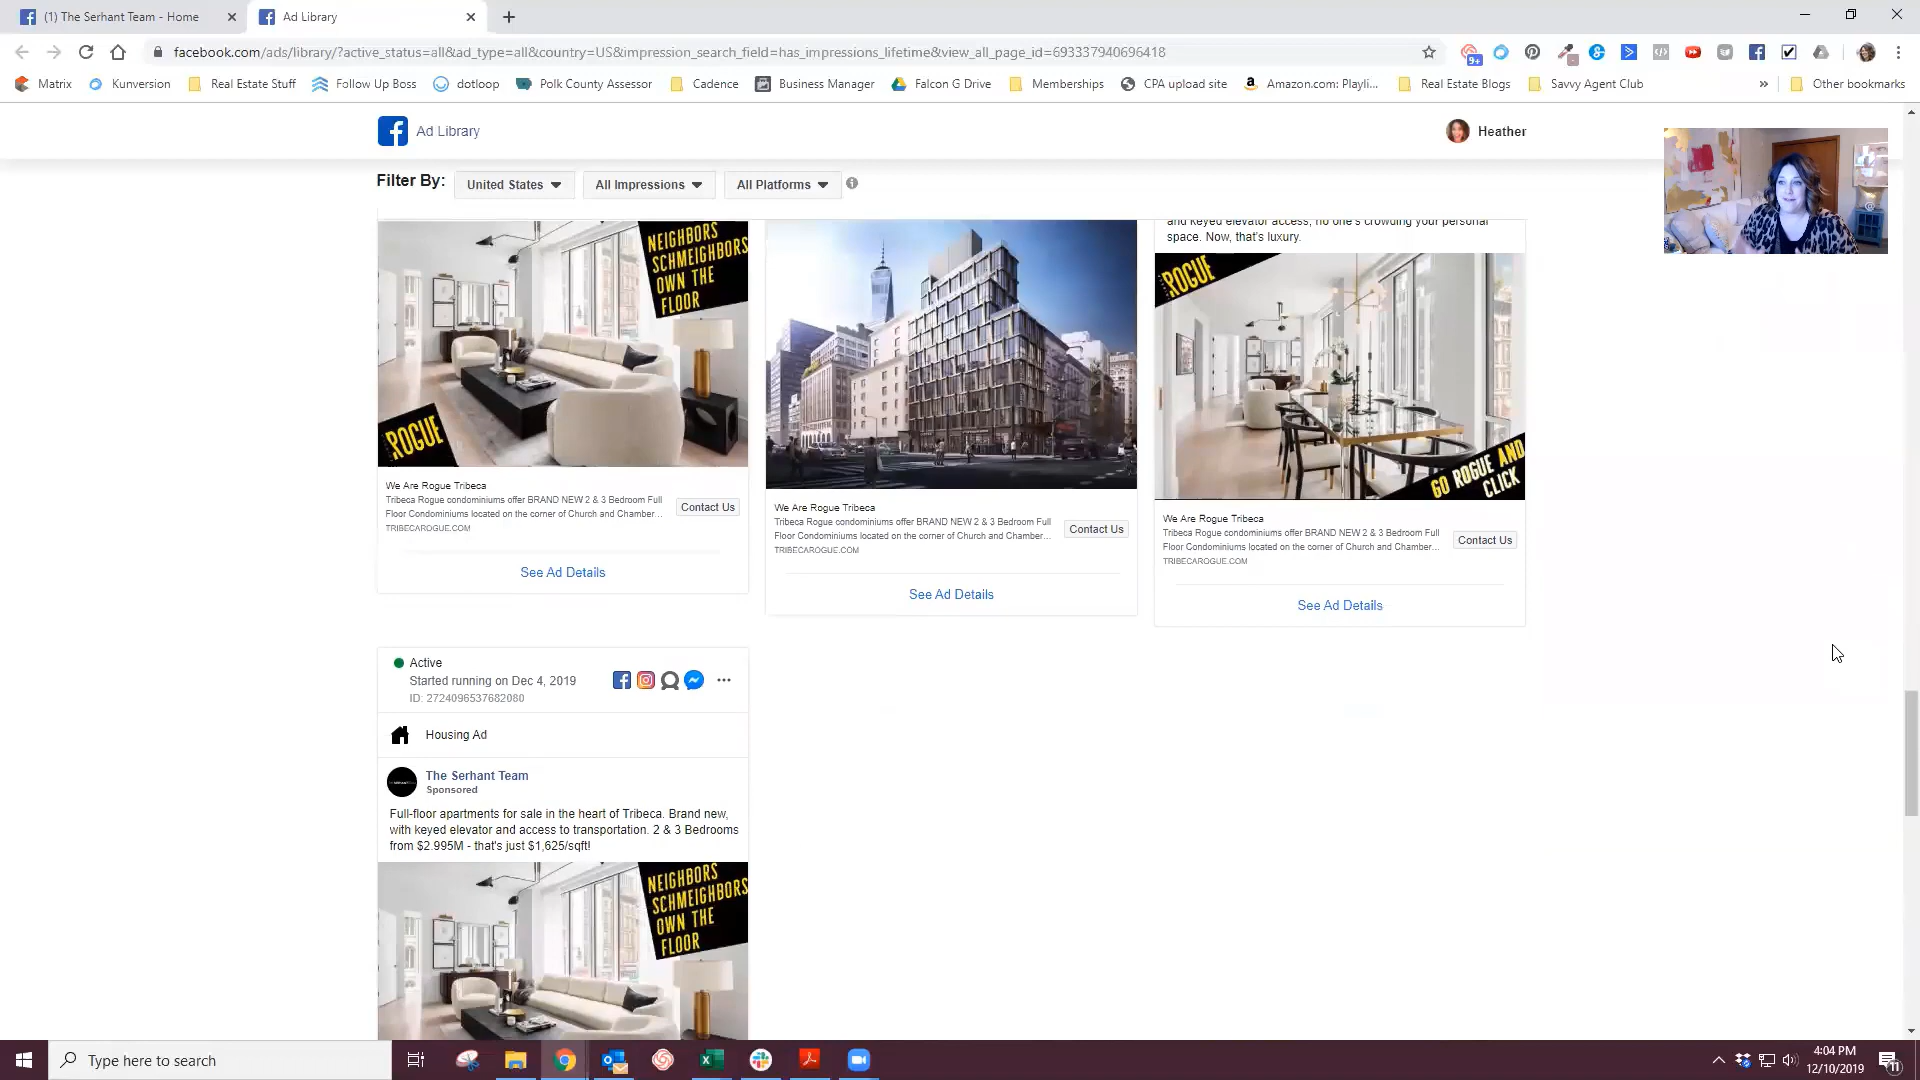 (1) The Serhant Team - Home
Ad Library
facebook.com/ads/library/?active_status=all&ad_type=all&country=US&impression_search_field=has_impressions_lifetime&view_all_page_id=693337940696418
9+
Matrix
Kunversion
Real Estate Stuff
Follow Up Boss
dotloop
Polk County Assessor
Cadence
Business Manager
Falcon G Drive
Memberships
CPA upload site
Amazon.com: Playli...
Real Estate Blogs
Savvy Agent Club
»
Other bookmarks
Ad Library
Heather
Filter By:
United States
All Impressions
All Platforms
NEIGHBORS
SCHMEIGHBORS
OWN THE
FLOOR
ROGUE
We Are Rogue Tribeca
Tribeca Rogue condominiums offer BRAND NEW 2 & 3 Bedroom Full
Floor Condominiums located on the corner of Church and Chamber...
TRIBECAROGUE.COM
Contact Us
See Ad Details
We Are Rogue Tribeca
Tribeca Rogue condominiums offer BRAND NEW 2 & 3 Bedroom Full
Floor Condominiums located on the corner of Church and Chamber...
TRIBECAROGUE.COM
Contact Us
See Ad Details
and keyed elevator access, no one's crowding your personal
space. Now, that's luxury.
ROGUE
GO ROGUE AND
CLICK
We Are Rogue Tribeca
Tribeca Rogue condominiums offer BRAND NEW 2 & 3 Bedroom Full
Floor Condominiums located on the corner of Church and Chamber...
TRIBECAROGUE.COM
Contact Us
See Ad Details
Active
Started running on Dec 4, 2019
ID: 2724096537682080
Housing Ad
The Serhant Team
Sponsored
Full-floor apartments for sale in the heart of Tribeca. Brand new,
with keyed elevator and access to transportation. 2 & 3 Bedrooms
from $2.995M - that's just $1,625/sqft!
NEIGHBORS
SCHMEIGHBORS
OWN THE
FLOOR
Type here to search
4:04 PM
12/10/2019
11